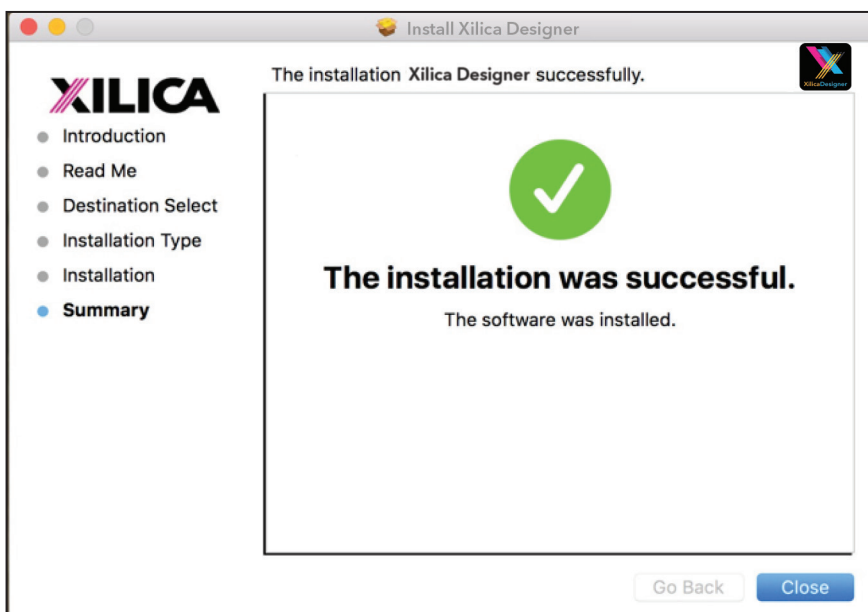 Install Xilica Designer
The installation Xilica Designer successfully.
XilicaDesigner
XILICA
Introduction
Read Me
Destination Select
Installation Type
Installation
Summary
The installation was successful.
The software was installed.
Go Back
Close